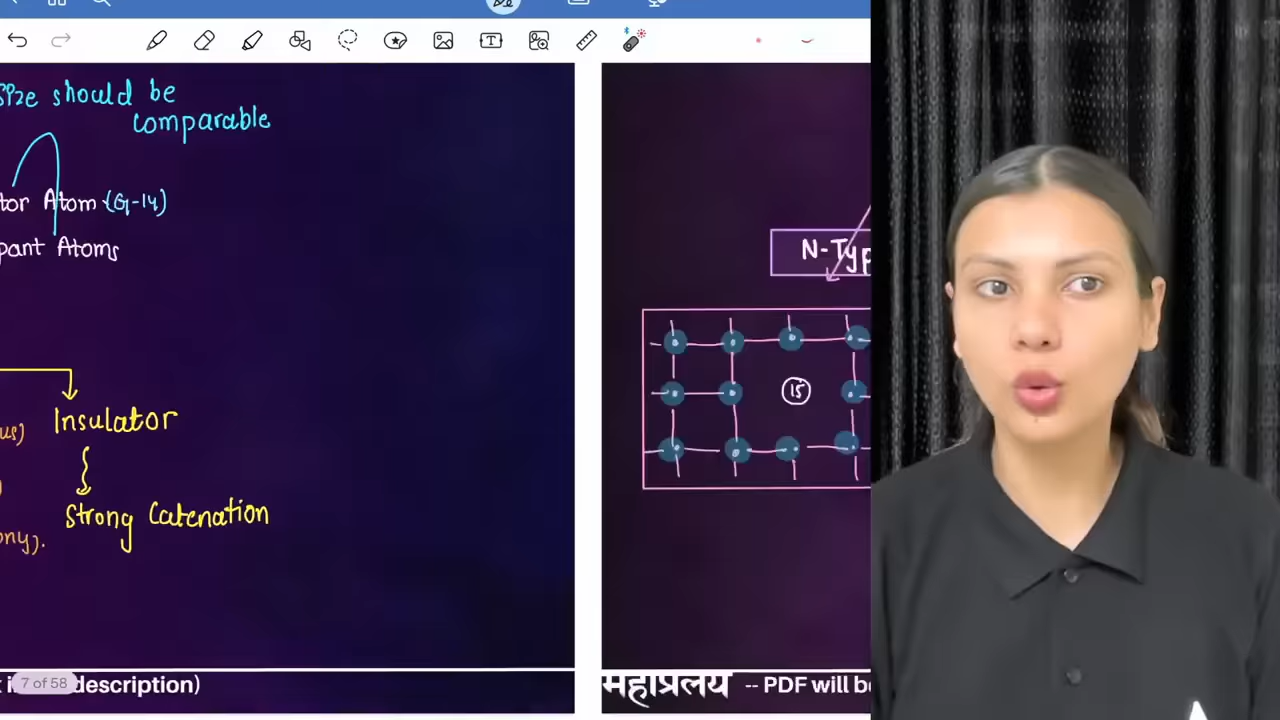 size should be
comparable
tor Atom (G-14)
pant Atoms
us)
Insulator
)
Strong Catenation
ony).
7 of 58
description)
N-Typ
15
महाप्रलय -- PDF will be